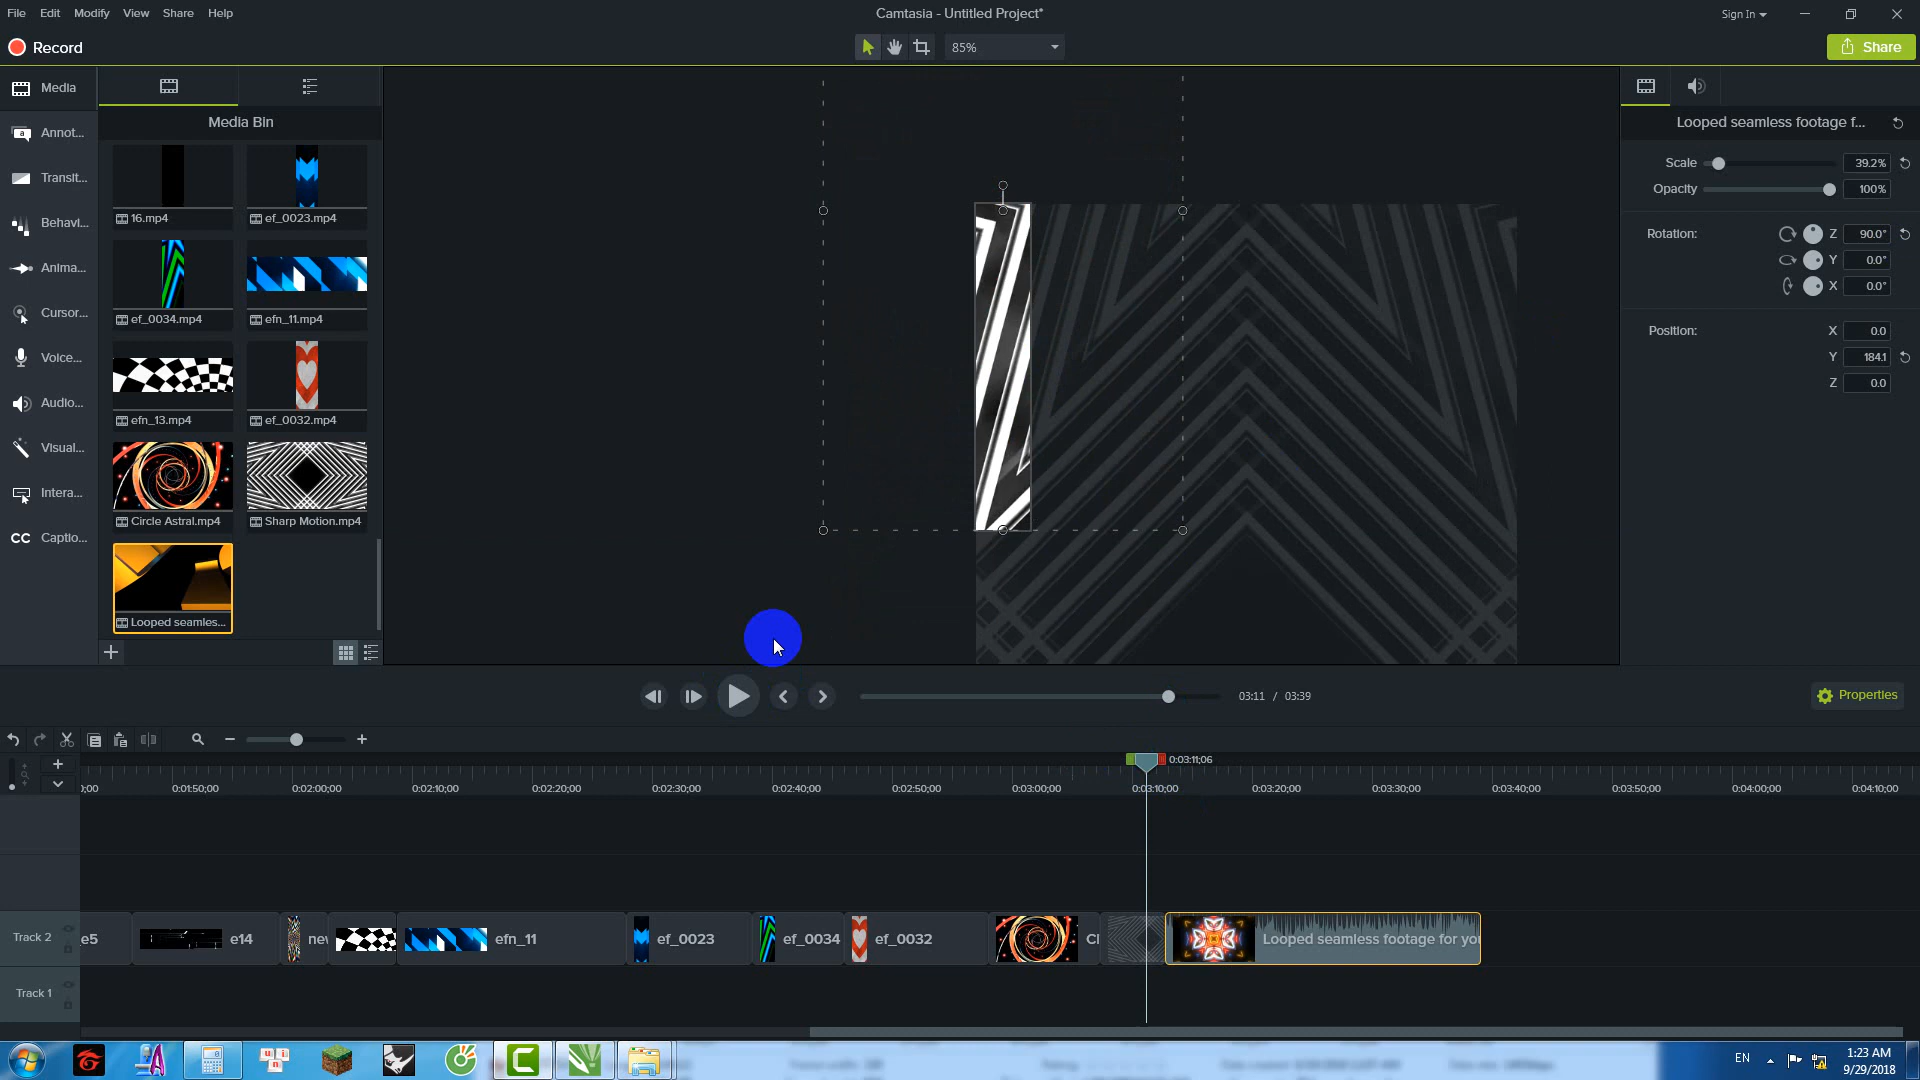 File Edit Modify View Share Help
Camtasia - Untitled Project*
Sign In
Record
85%
Share
Media
Annot...
Transit...
Behavi...
Anima...
Cursor...
Voice...
Audio...
Visual...
Intera...
CC Captio...
Media Bin
16.mp4
ef_0023.mp4
ef_0034.mp4
efn_11.mp4
efn_13.mp4
ef_0032.mp4
Circle Astral.mp4
Sharp Motion.mp4
Looped seamles...
Looped seamless footage f...
Scale 39.2%
Opacity 100%
Rotation: Z 90.0°
Y 0.0°
X 0.0°
Position: X 0.0
Y 184.1
Z 0.0
03:11 / 03:39
Properties
0:03:11;06
0:01:50;00 0:02:00;00 0:02:10;00 0:02:20;00 0:02:30;00 0:02:40;00 0:02:50;00 0:03:00;00 0:03:10;00 0:03:20;00 0:03:30;00 0:03:40;00 0:03:50;00 0:04:00;00 0:04:10;00
Track 2
e5 e14 nev efn_11 ef_0023 ef_0034 ef_0032 Cl Looped seamless footage for you
Track 1
EN
1:23 AM
9/29/2018